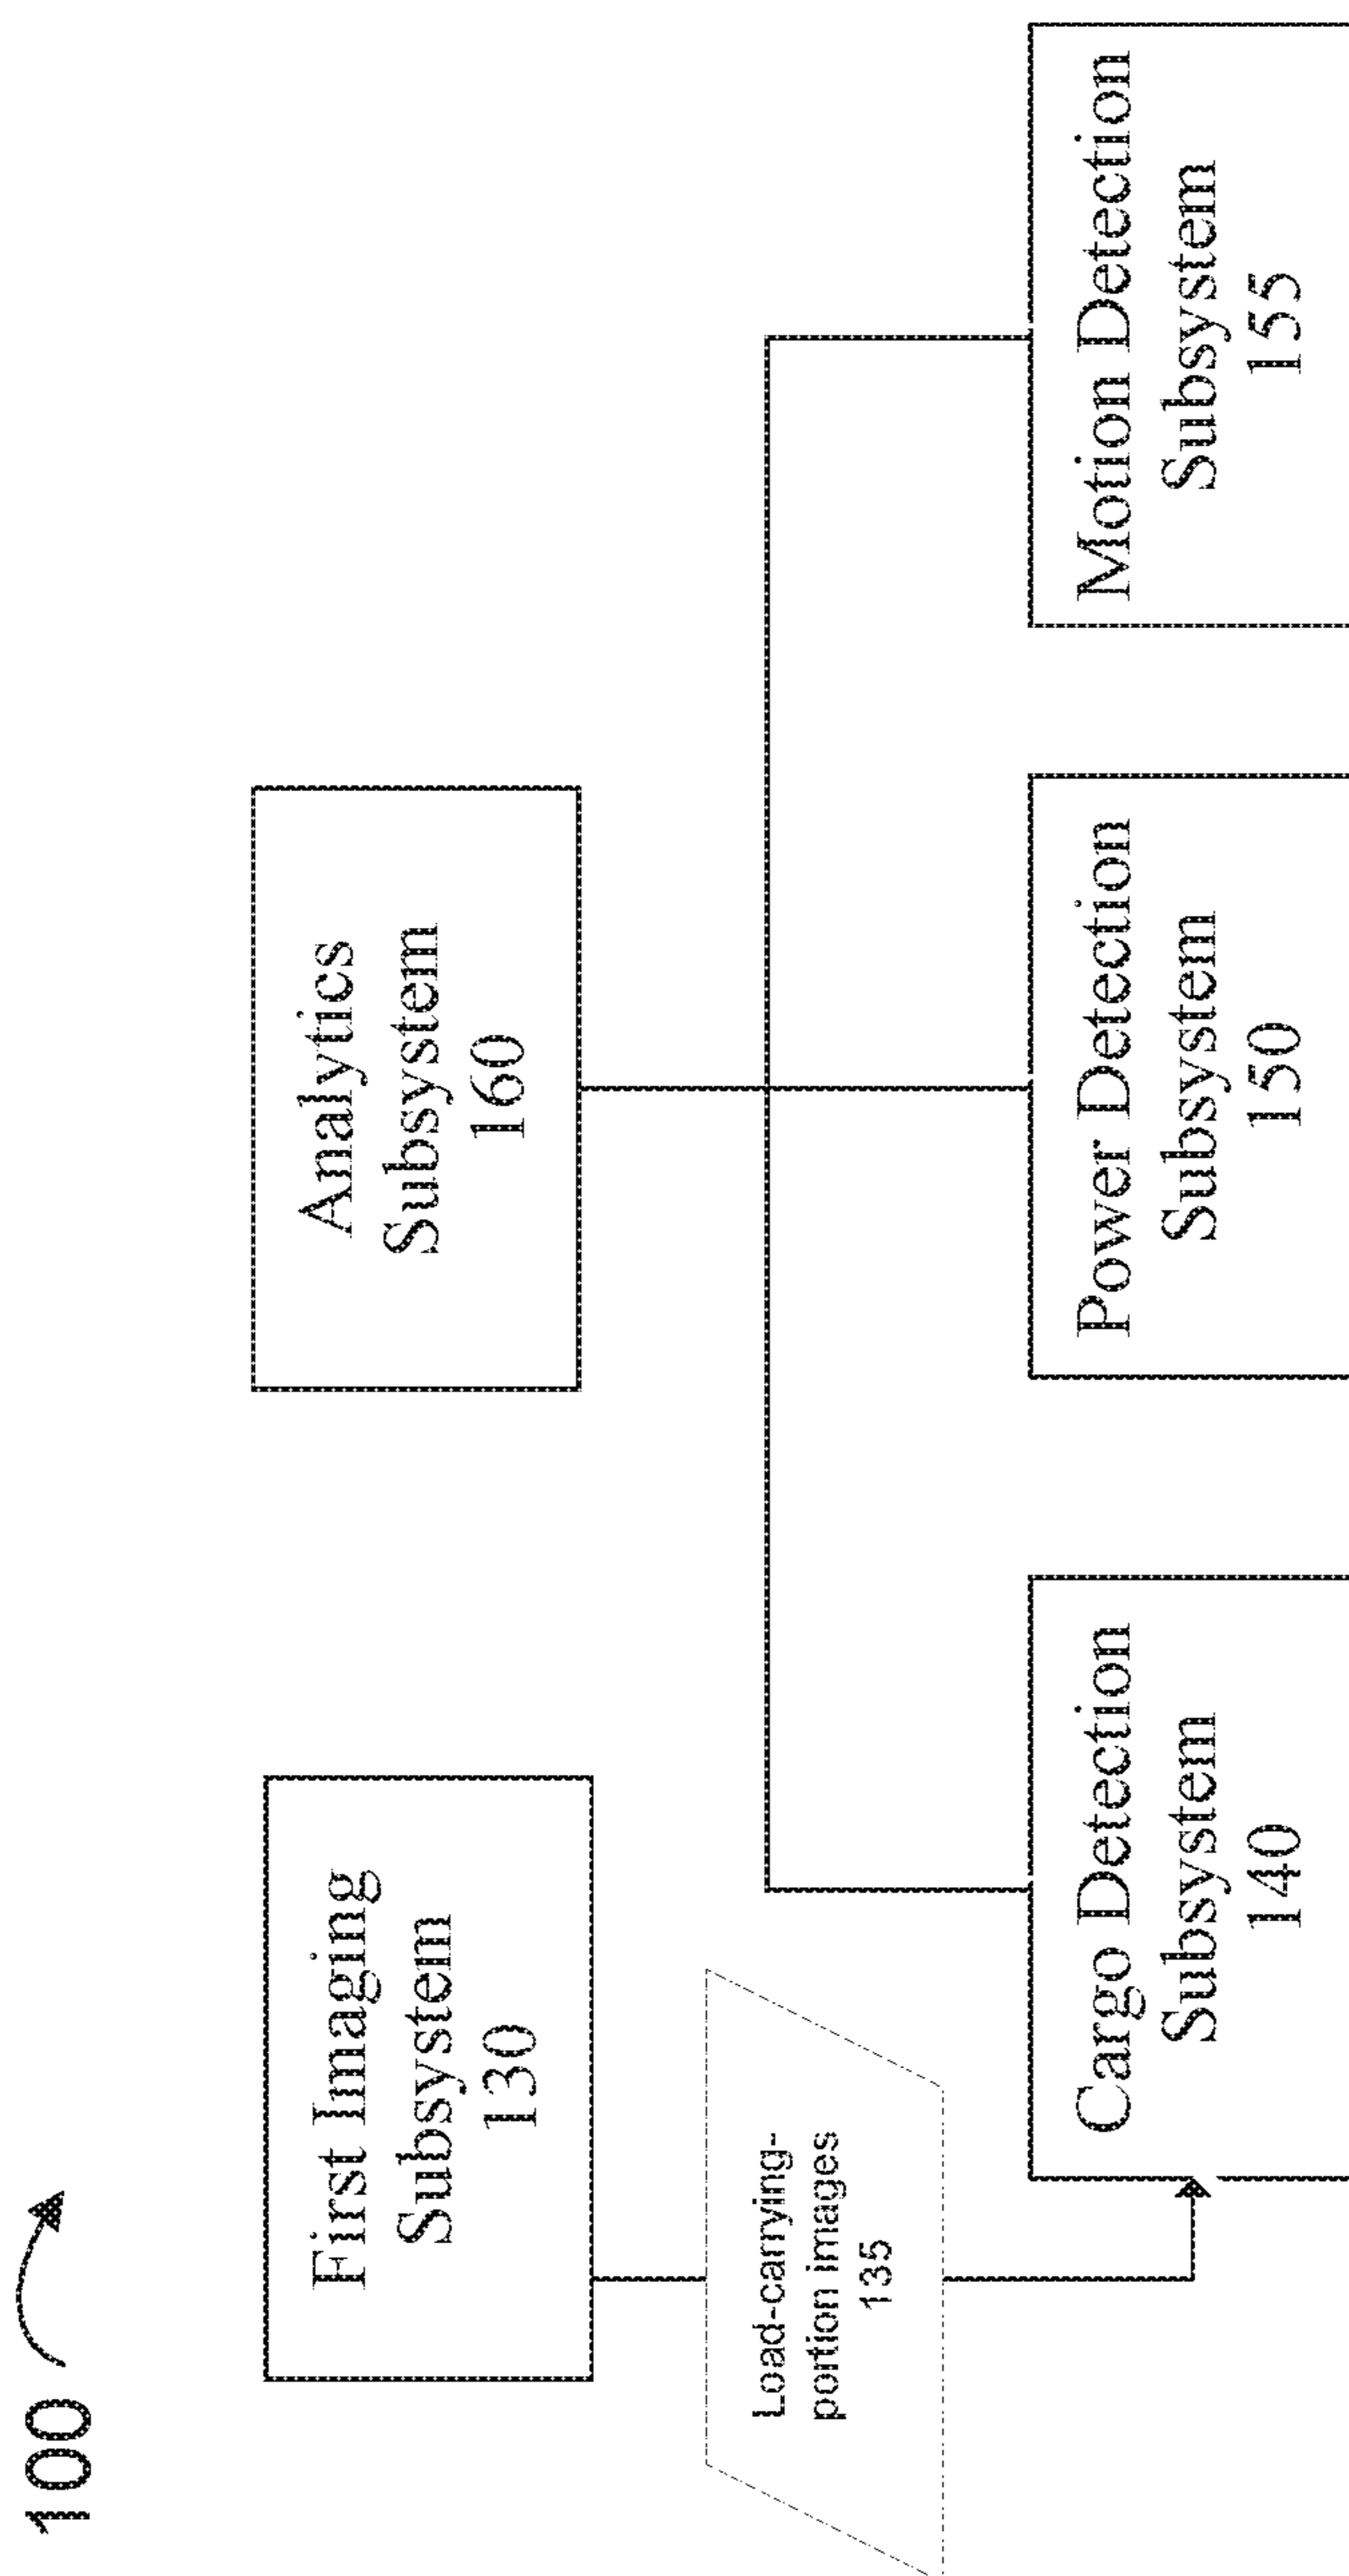 100
First Imaging
Subsystem
130
Analytics
Subsystem
160
Load-carrying-
portion images
135
Cargo Detection
Subsystem
140
Power Detection
Subsystem
150
Motion Detection
Subsystem
155